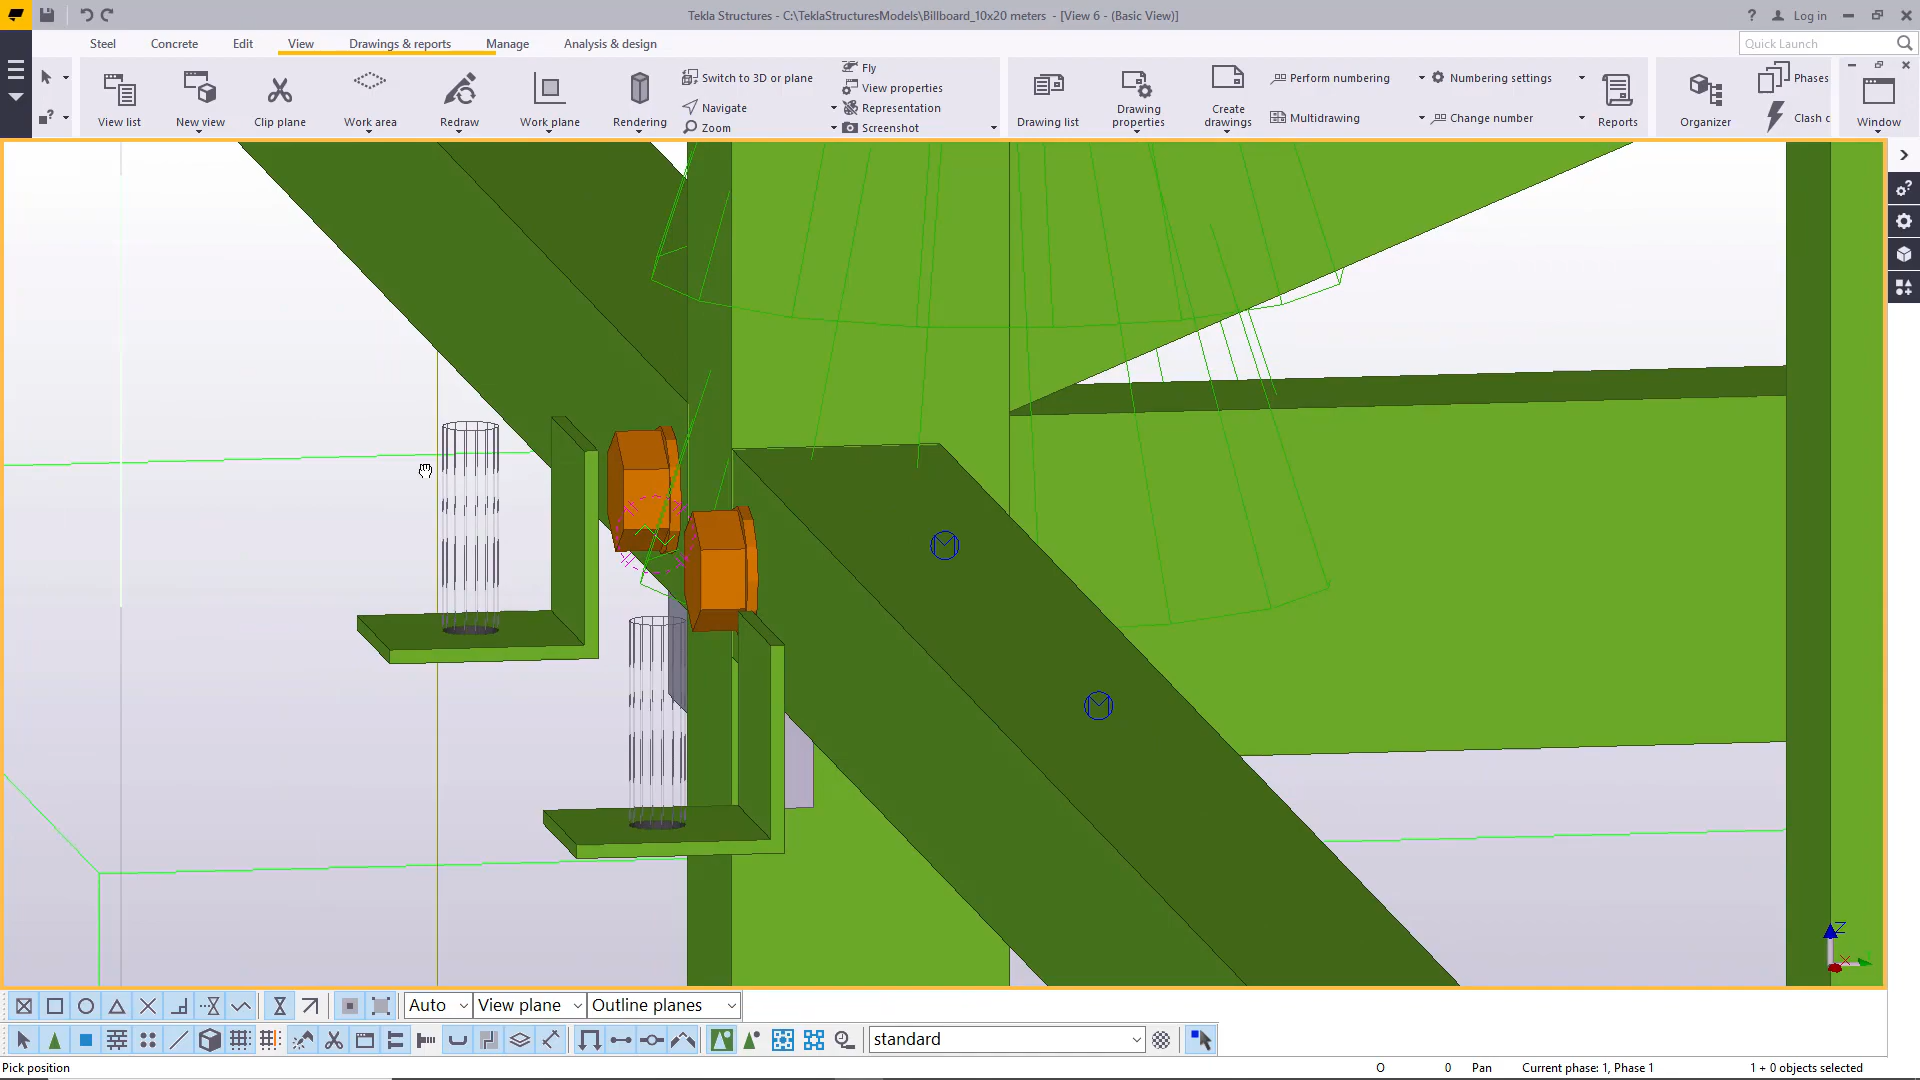 Tekla Structures - C:\TeklaStructuresModels\Billboard_10x20 meters - [View 6 - (Basic View)]
? Log in
Steel Concrete Edit View Drawings & reports Manage Analysis & design
Quick Launch
View list
New view
Clip plane
Work area
Redraw
Work plane
Rendering
Switch to 3D or plane
Navigate
Zoom
Fly
View properties
Representation
Screenshot
Drawing list
Drawing properties
Create drawings
Perform numbering
Multidrawing
Numbering settings
Change number
Reports
Organizer
Phases
Clash c
Window
Z
Auto View plane Outline planes
standard
Pick position O 0 Pan Current phase: 1, Phase 1 1 + 0 objects selected